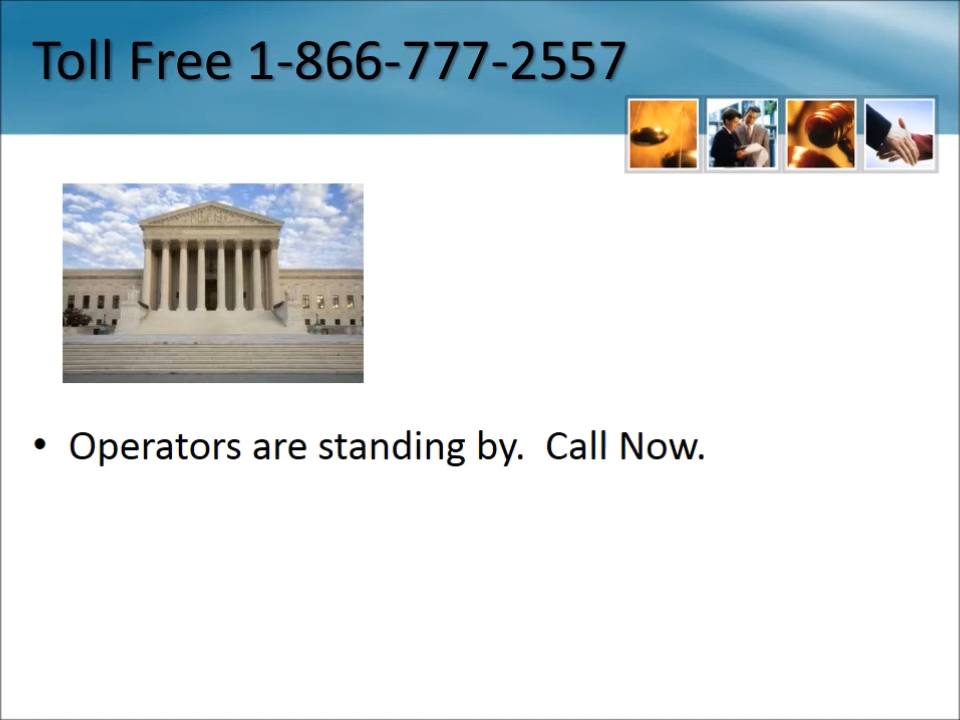 Toll Free 1-866-777-2557
• Operators are standing by.  Call Now.